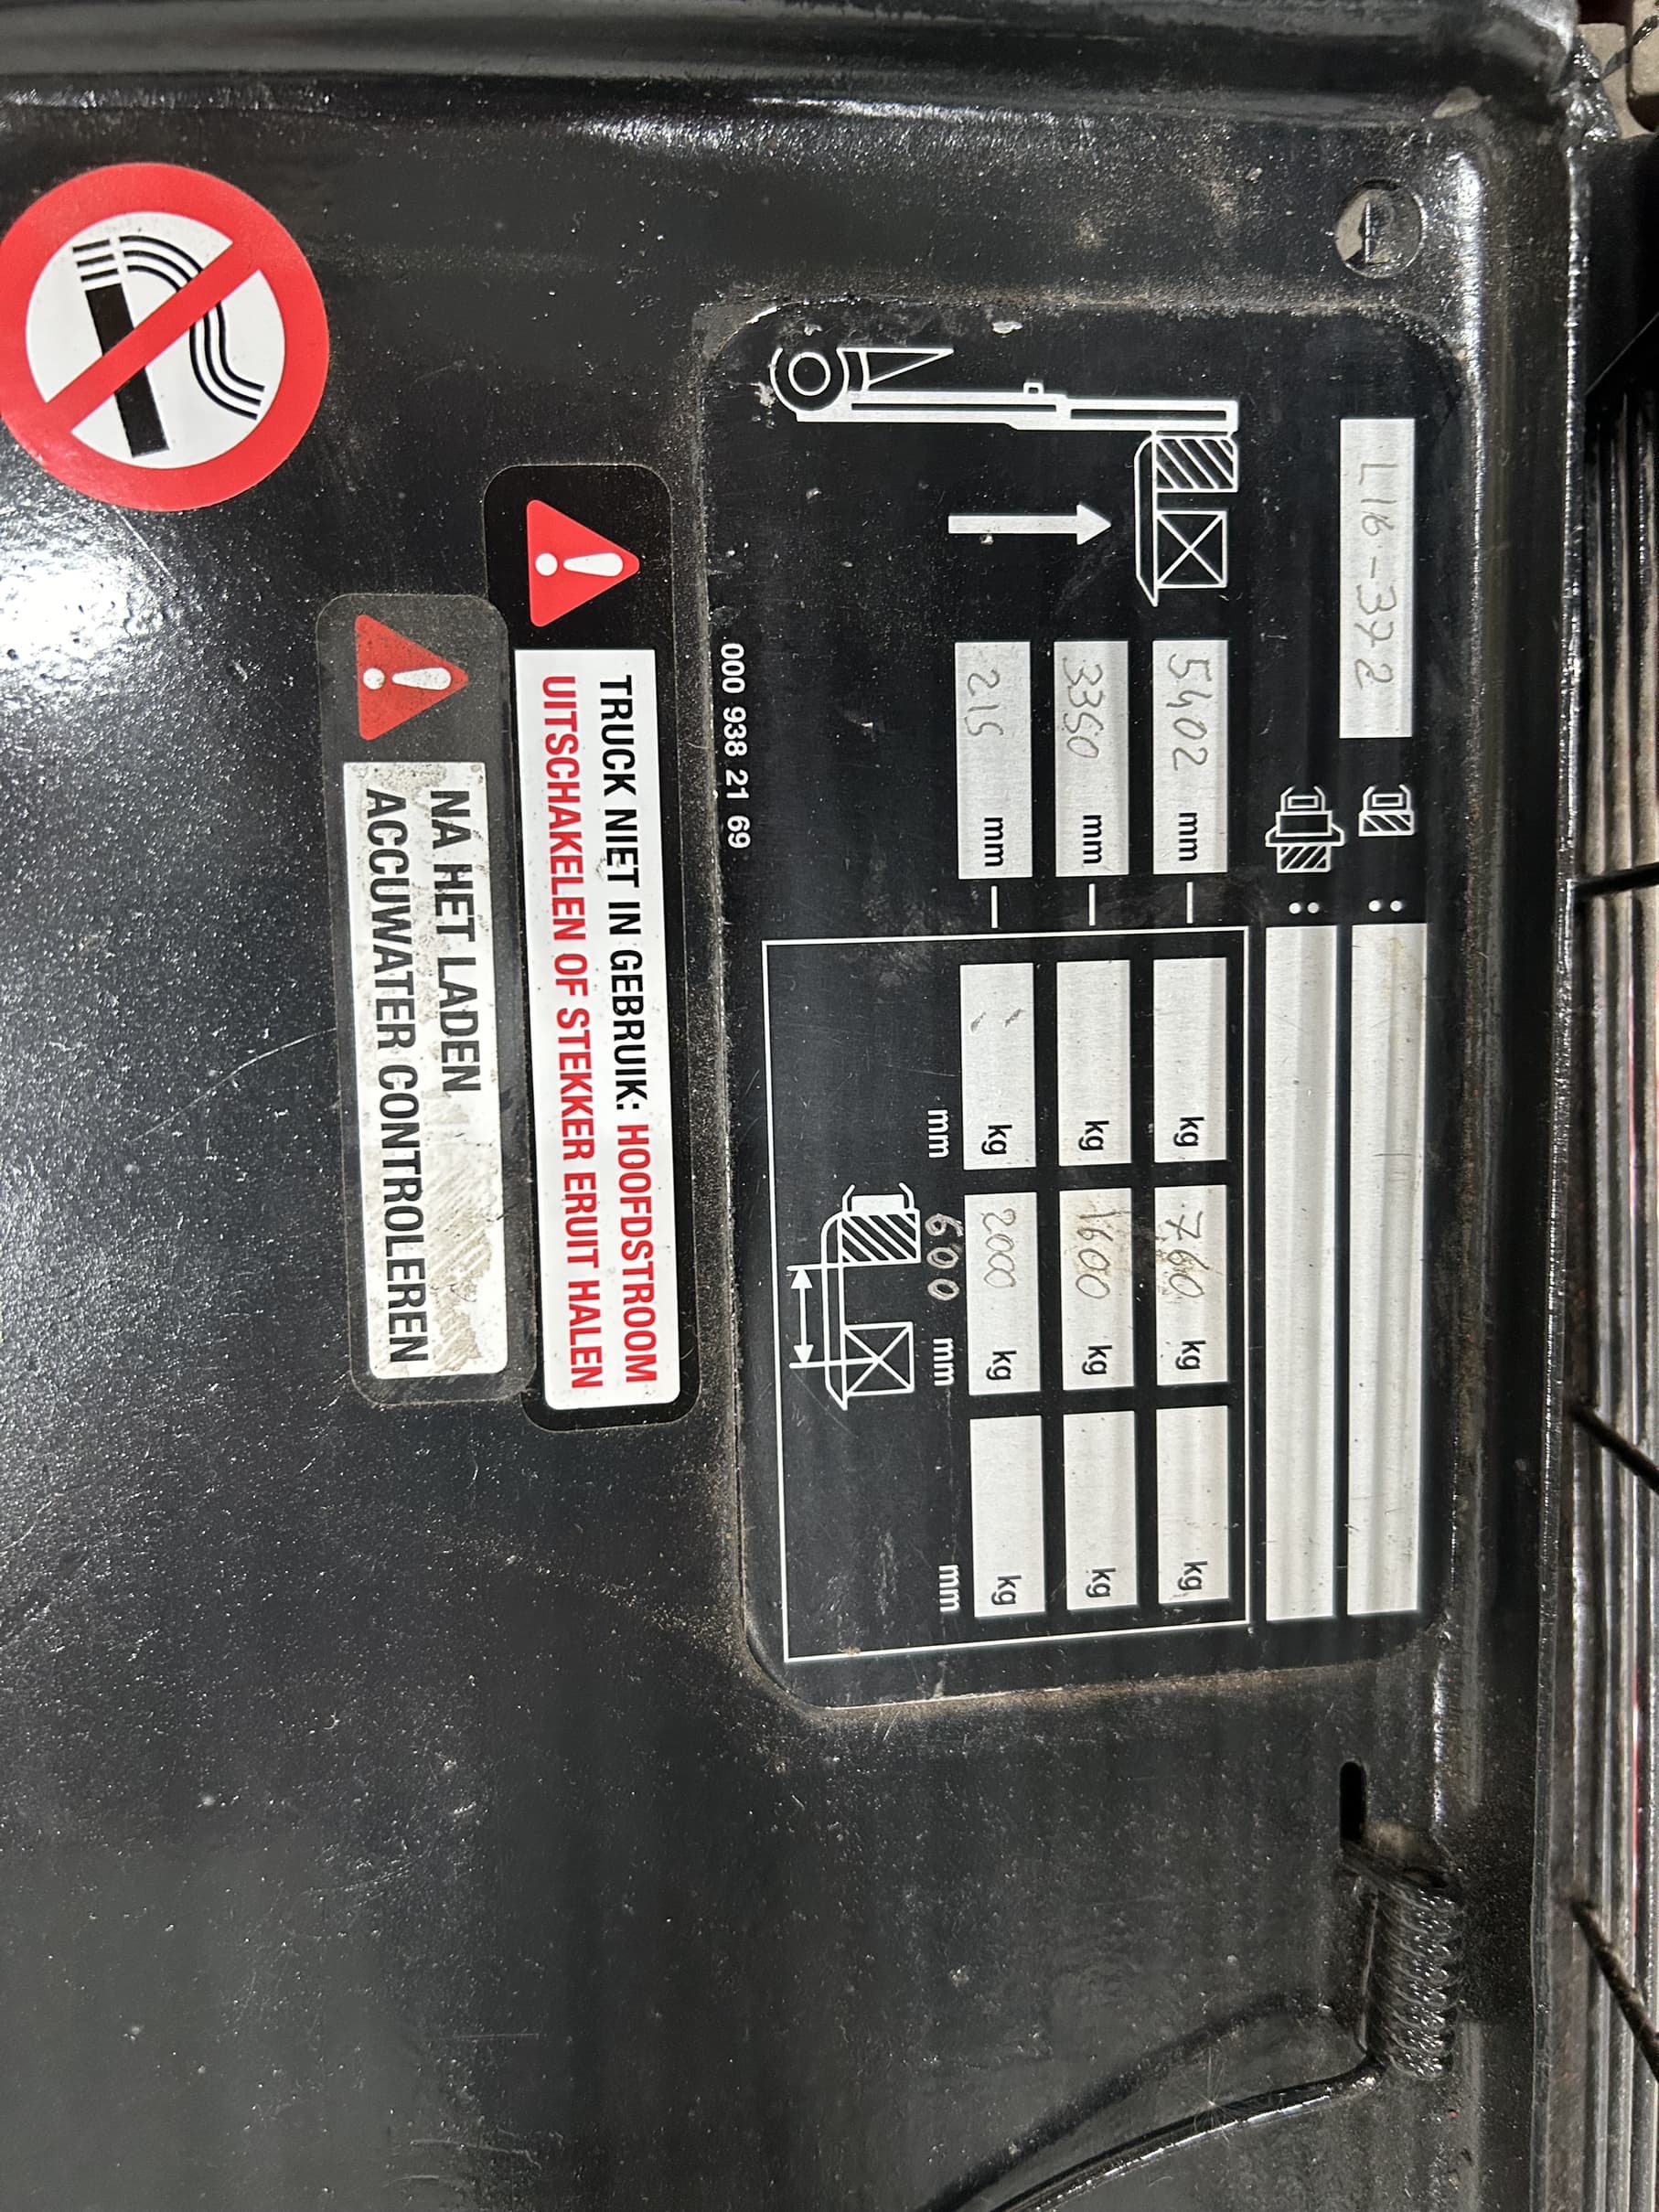 L16-372
:
:
5402 mm – kg 760 kg kg
3350 mm – kg 1600 kg kg
215 mm – kg 2000 kg kg
mm 600 mm mm
000 938 21 69
TRUCK NIET IN GEBRUIK: HOOFDSTROOM
UITSCHAKELEN OF STEKKER ERUIT HALEN
NA HET LADEN
ACCUWATER CONTROLEREN